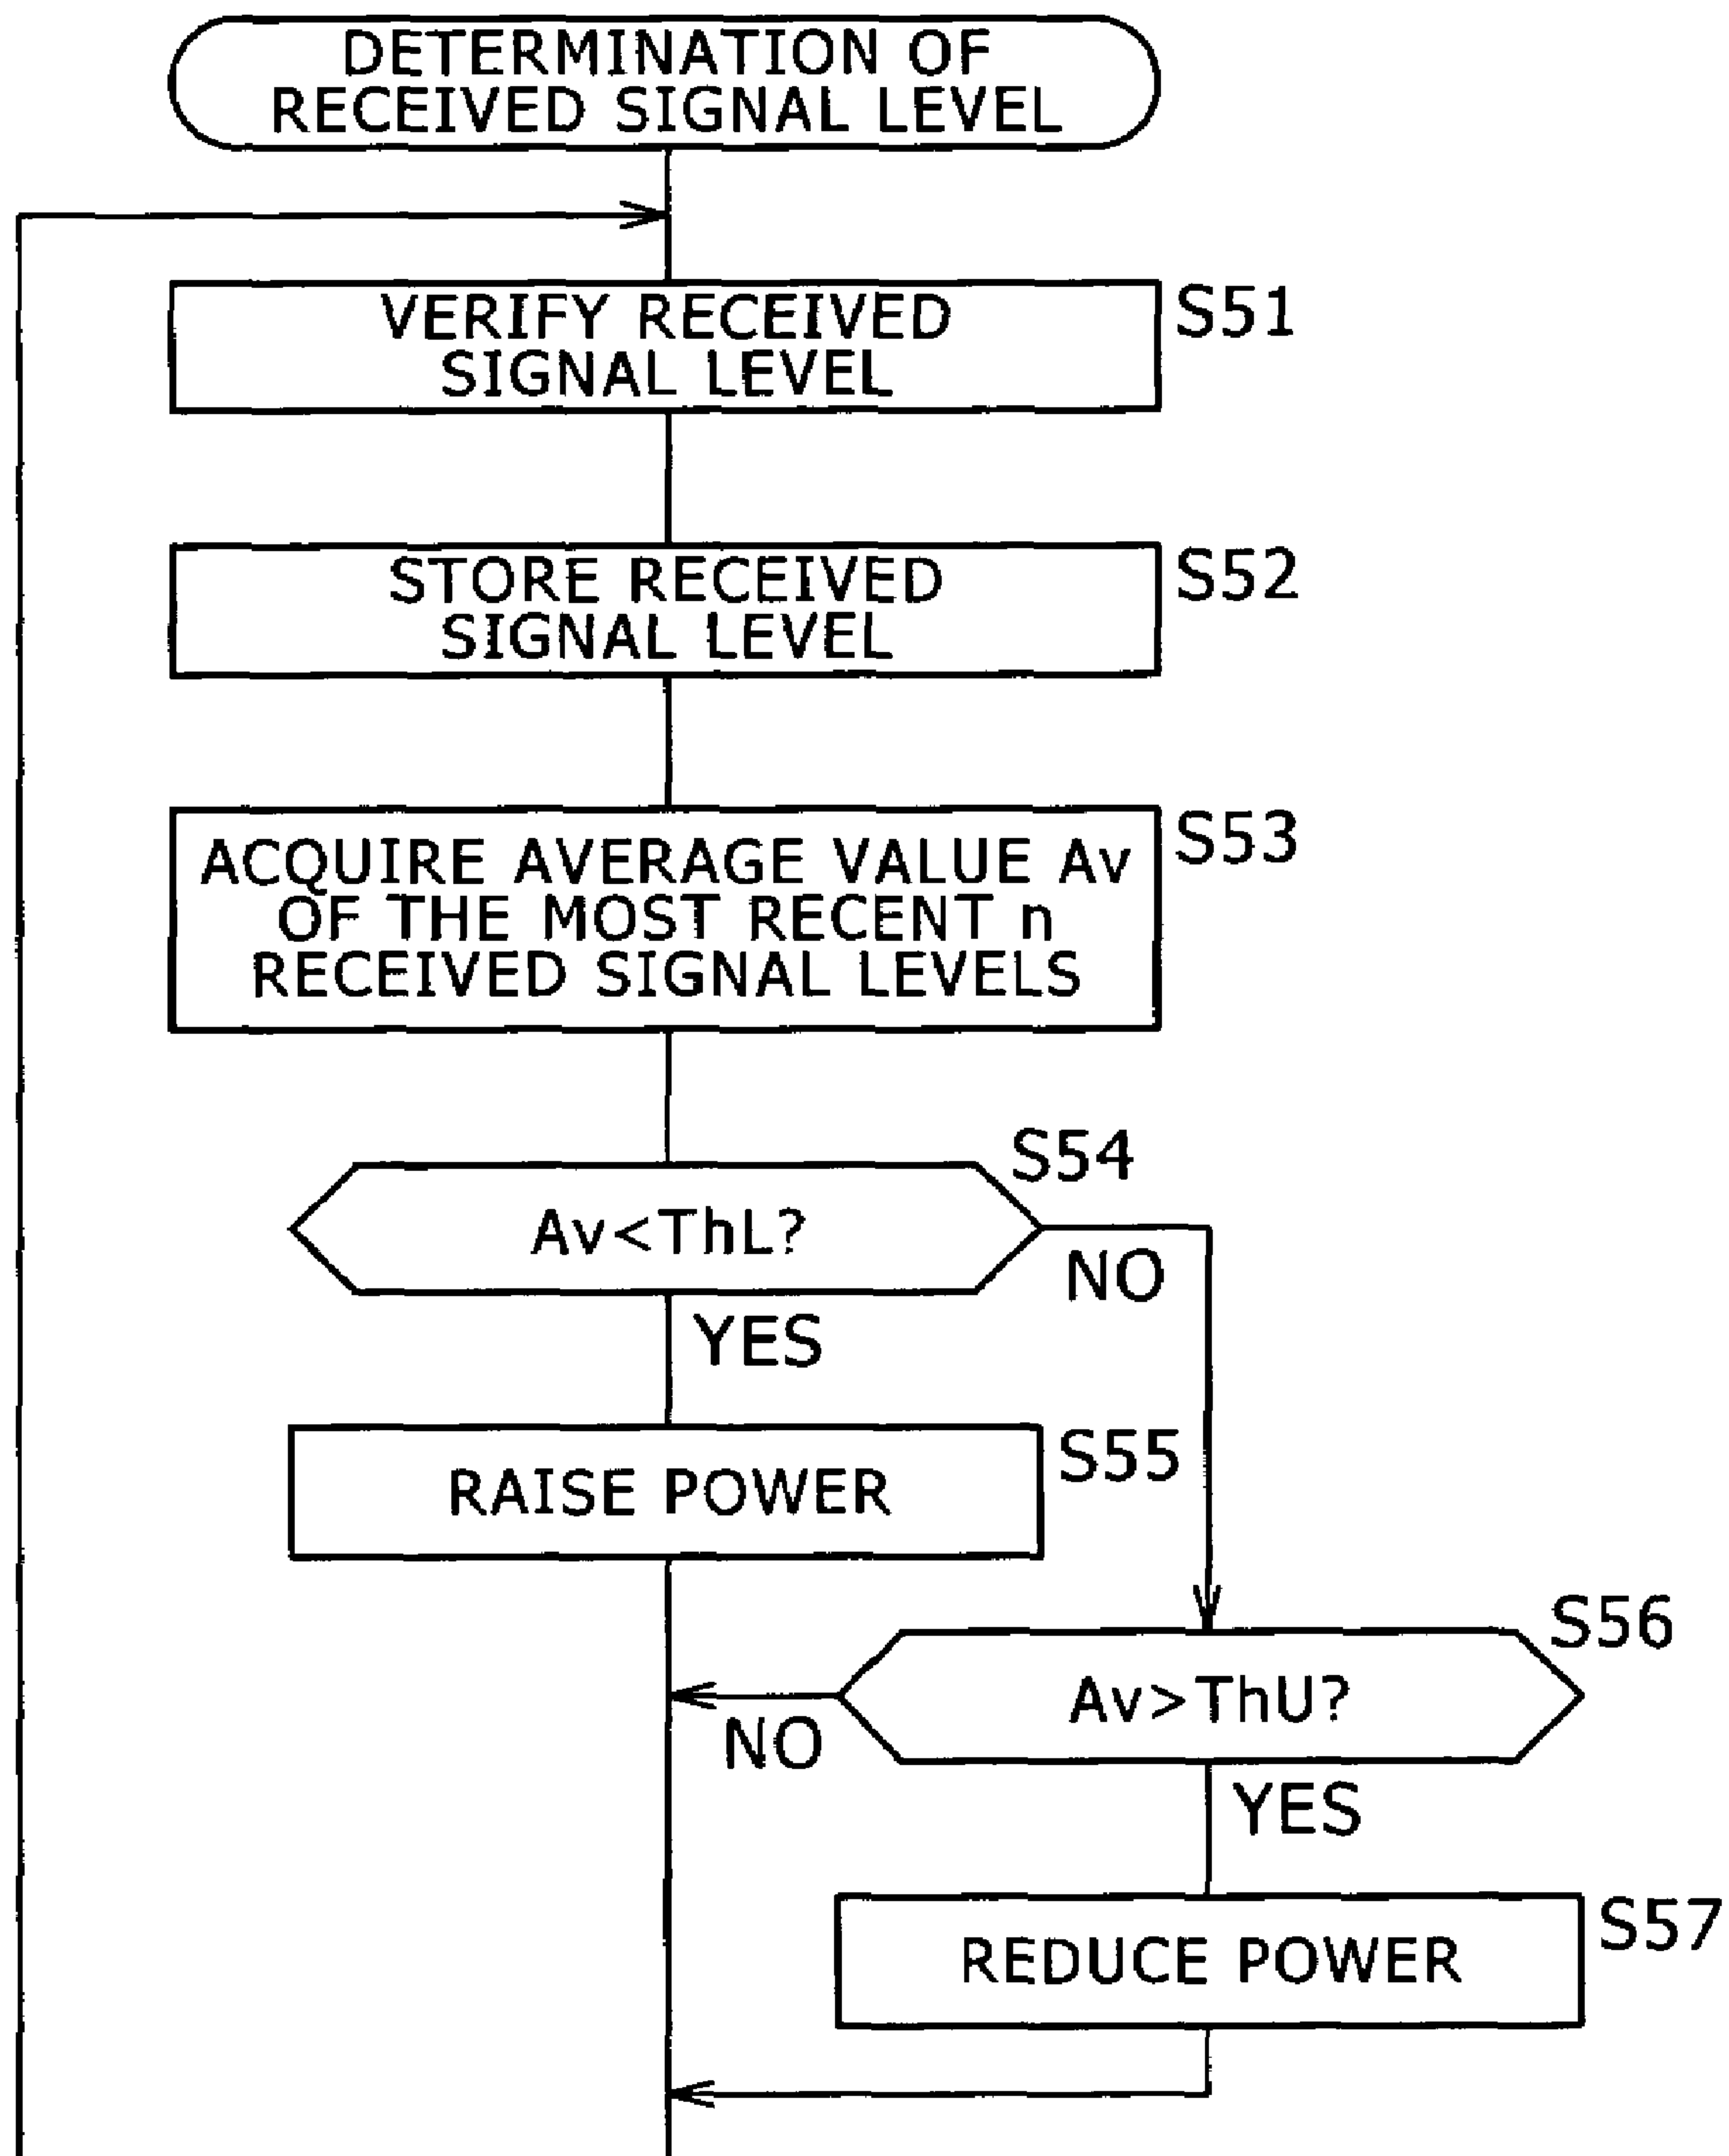 DETERMINATION OF
RECEIVED SIGNAL LEVEL
VERIFY RECEIVED
SIGNAL LEVEL
S51
STORE RECEIVED
SIGNAL LEVEL
S52
ACQUIRE AVERAGE VALUE Av
OF THE MOST RECENT n
RECEIVED SIGNAL LEVELS
S53
S54
Av<ThL?
NO
YES
RAISE POWER
S55
S56
Av>ThU?
NO
YES
REDUCE POWER
S57